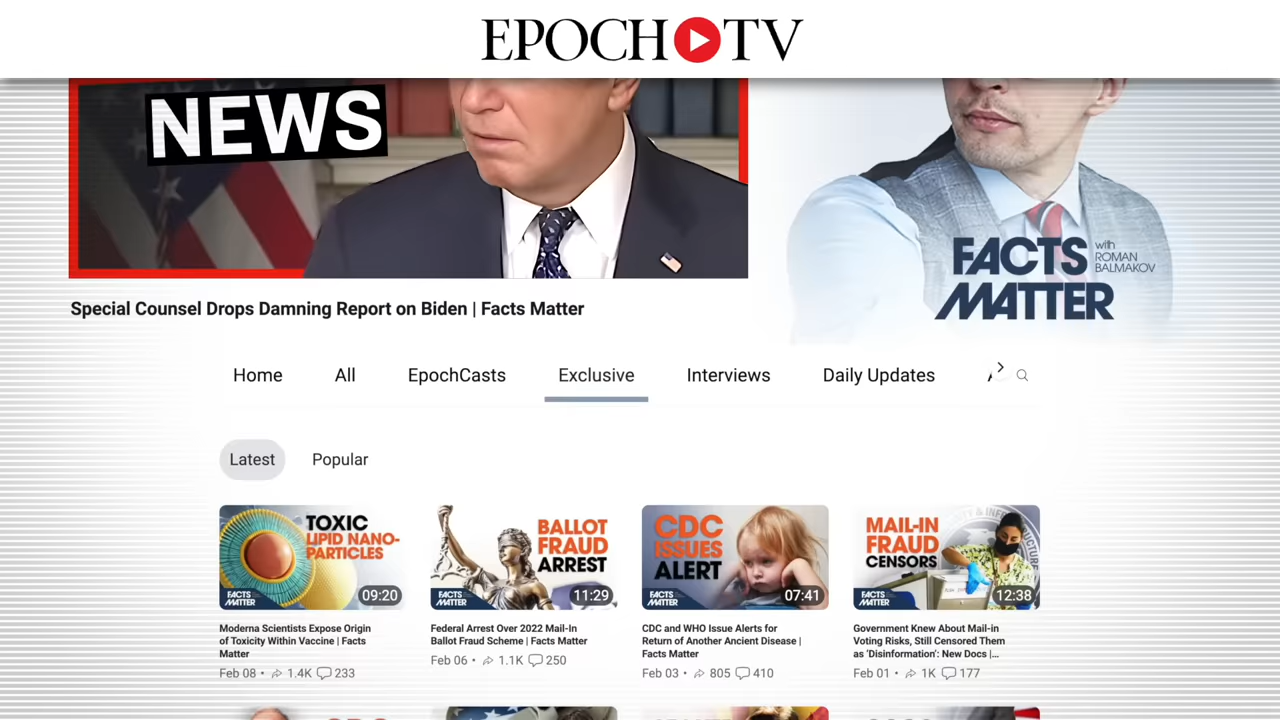 EPOCH TV
NEWS
FACTS
with
ROMAN
BALMAKOV
MATTER
Special Counsel Drops Damning Report on Biden | Facts Matter
Home
All
EpochCasts
Exclusive
Interviews
Daily Updates
Latest
Popular
TOXIC
LIPID NANO-
PARTICLES
FACTS
MATTER
09:20
BALLOT
FRAUD
ARREST
FACTS
MATTER
11:29
CDC
ISSUES
ALERT
FACTS
MATTER
07:41
MAIL-IN
FRAUD
CENSORS
FACTS
MATTER
12:38
Moderna Scientists Expose Origin
of Toxicity Within Vaccine | Facts
Matter
Feb 08 • 1.4K 233
Federal Arrest Over 2022 Mail-In
Ballot Fraud Scheme | Facts Matter
Feb 06 • 1.1K 250
CDC and WHO Issue Alerts for
Return of Another Ancient Disease |
Facts Matter
Feb 03 • 805 410
Government Knew About Mail-in
Voting Risks, Still Censored Them
as ‘Disinformation’: New Docs |...
Feb 01 • 1K 177